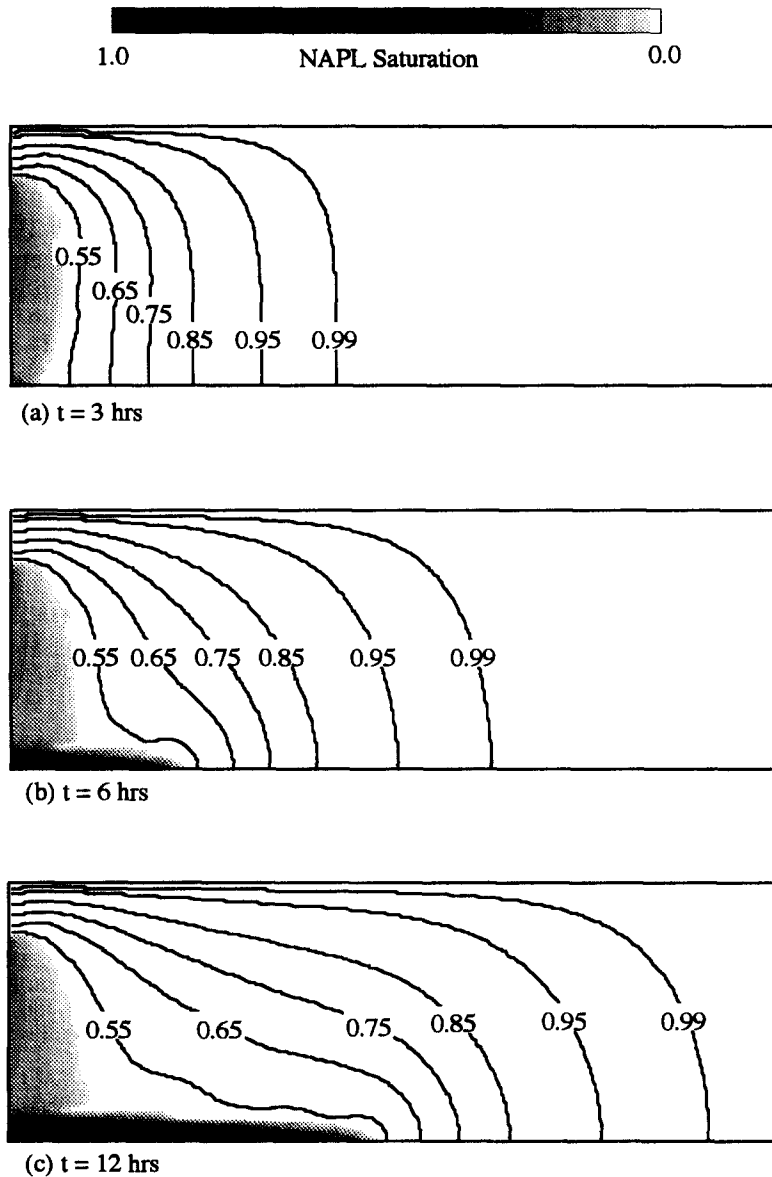 1.0 NAPL Saturation 0.0
0.55
0.65
0.75
0.85 0.95 0.99
(a) t = 3 hrs
0.55 0.65 0.75 0.85 0.95 0.99
(b) t = 6 hrs
0.55 0.65 0.75 0.85 0.95 0.99
(c) t = 12 hrs